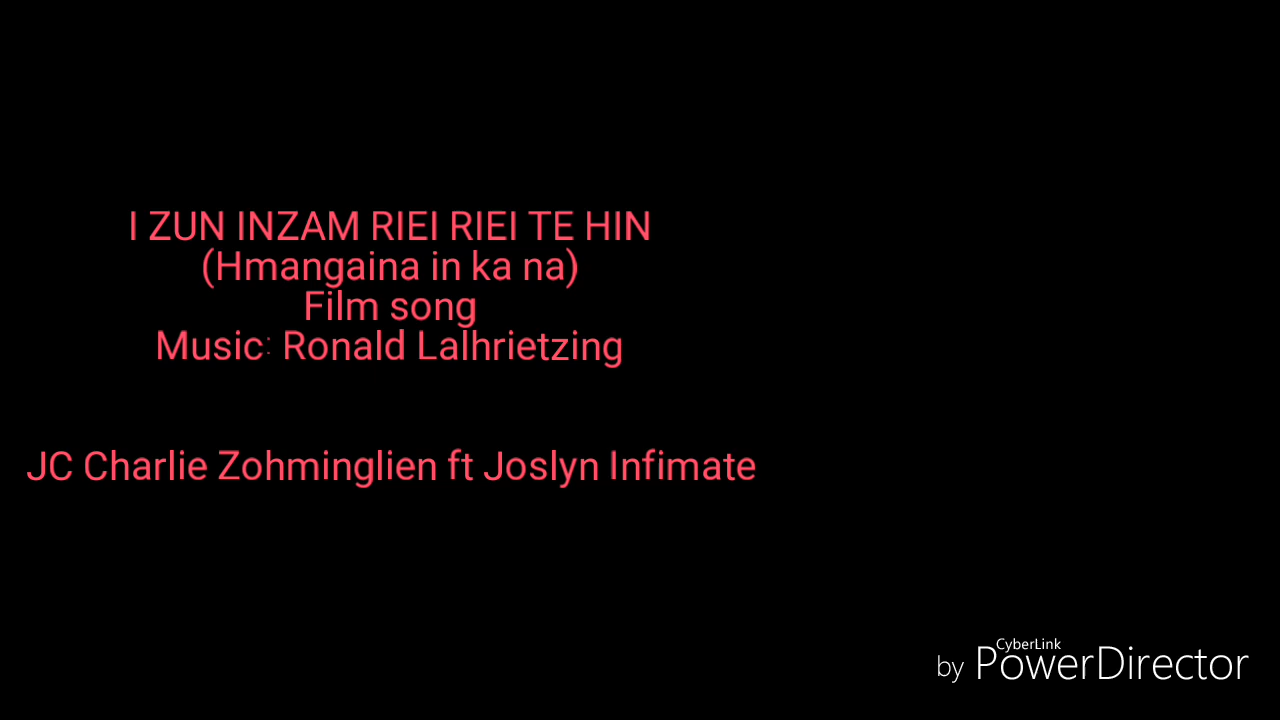 I ZUN INZAM RIEI RIEI TE HIN
(Hmangaina in ka na)
Film song
Music: Ronald Lalhrietzing
JC Charlie Zohminglien ft Joslyn Infimate
CyberLink
by PowerDirector